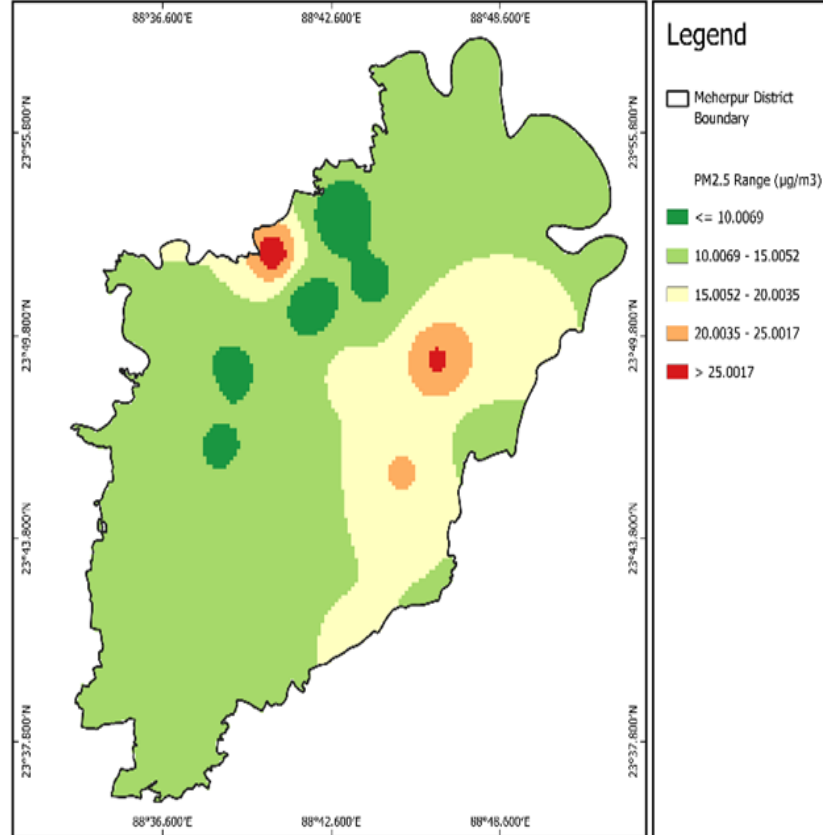 88°36.600'E 88°42.600'E 88°48.600'E
23°55.800'N 23°55.800'N
23°49.800'N 23°49.800'N
23°43.800'N 23°43.800'N
23°37.800'N 23°37.800'N
88°36.600'E 88°42.600'E 88°48.600'E
Legend
Meherpur District
Boundary
PM2.5 Range (µg/m3)
<= 10.0069
10.0069 - 15.0052
15.0052 - 20.0035
20.0035 - 25.0017
> 25.0017